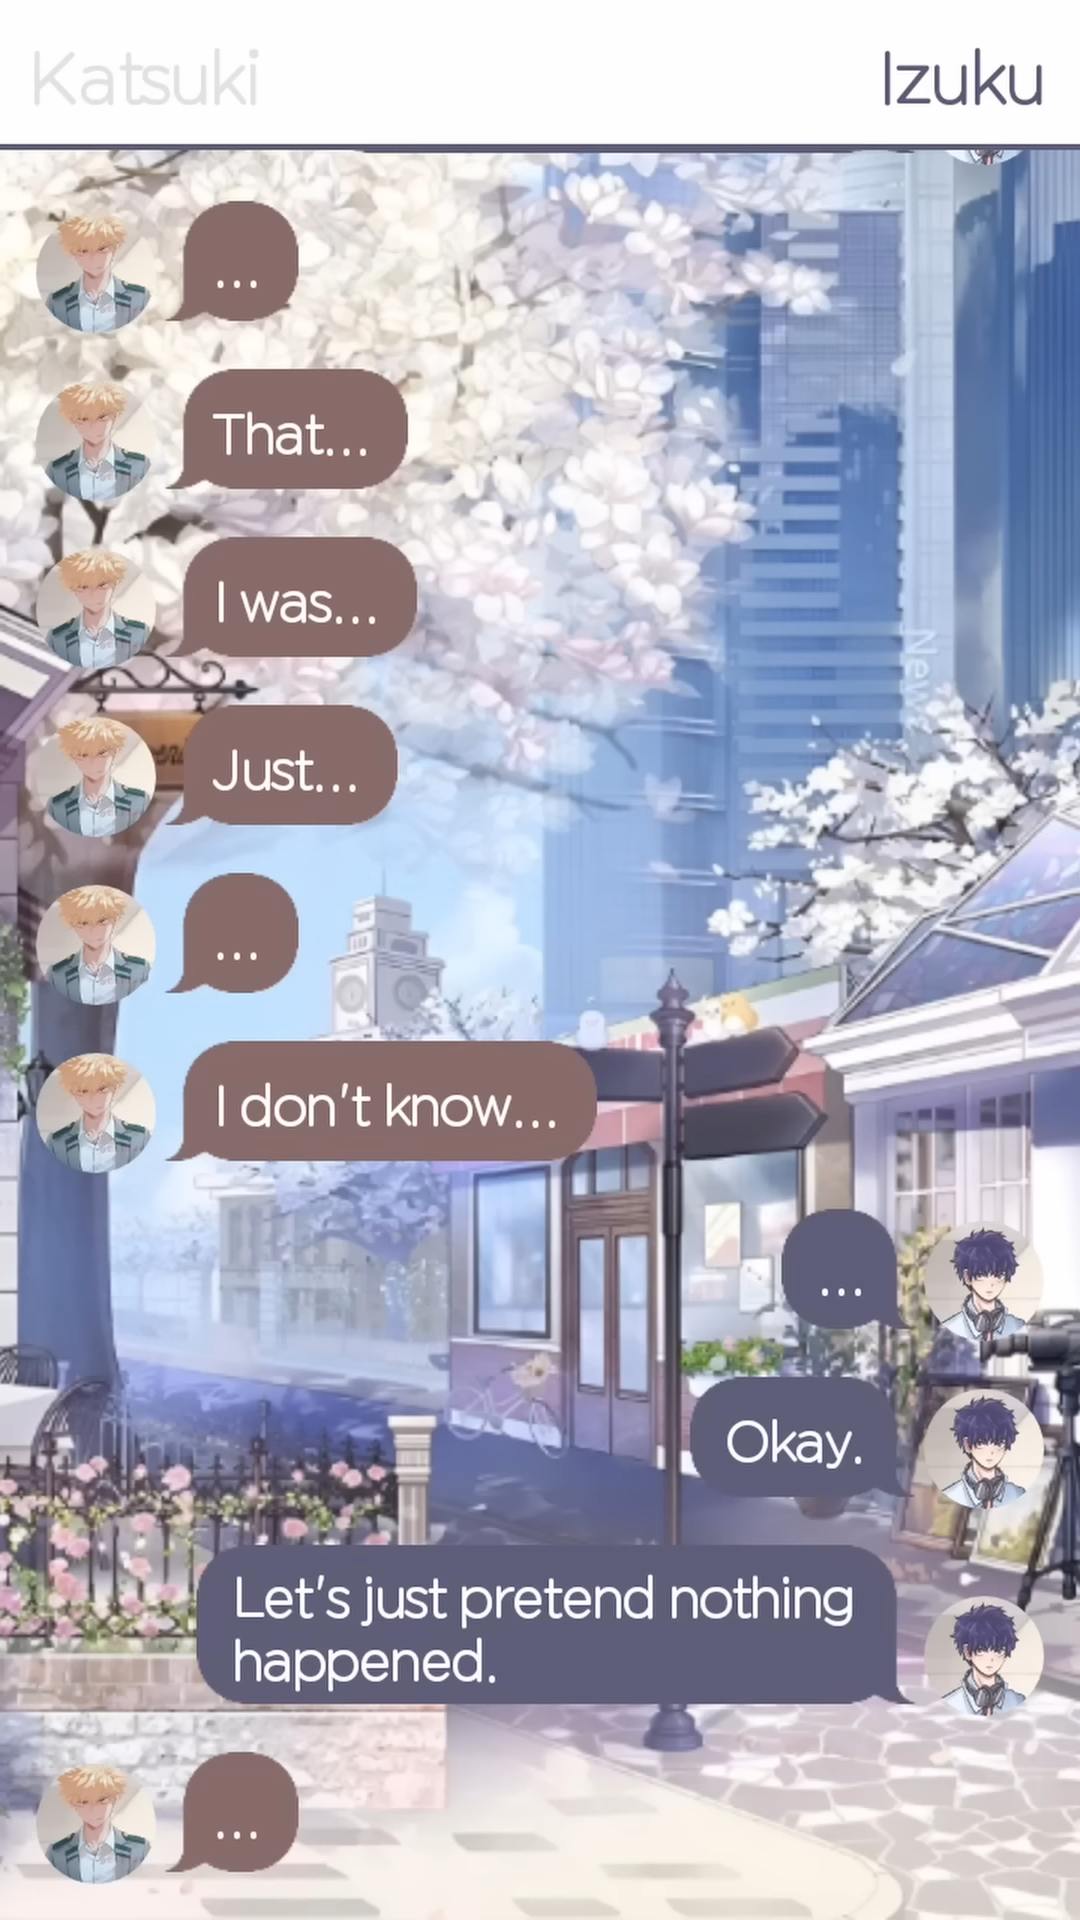 Katsuki
Izuku
...
That...
I was...
Just...
...
I don't know...
...
Okay.
Let's just pretend nothing
happened.
...